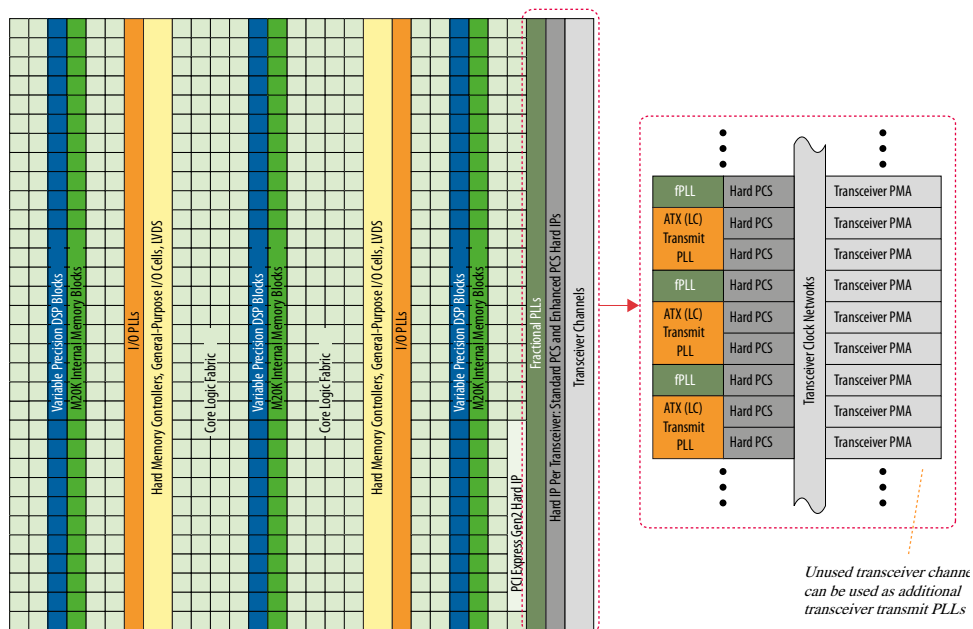 Variable Precision DSP Blocks
M20K Internal Memory Blocks
I/O PLLs
Hard Memory Controllers, General-Purpose I/O Cells, LVDS
Core Logic Fabric
Variable Precision DSP Blocks
M20K Internal Memory Blocks
Core Logic Fabric
Hard Memory Controllers, General-Purpose I/O Cells, LVDS
I/O PLLs
Variable Precision DSP Blocks
M20K Internal Memory Blocks
PCI Express Gen2 Hard IP
Fractional PLLs
Hard IP Per Transceiver: Standard PCS and Enhanced PCS Hard IPs
Transceiver Channels
fPLL
Hard PCS
Transceiver PMA
ATX (LC)
Transmit
PLL
Hard PCS
Transceiver PMA
Hard PCS
Transceiver PMA
fPLL
Hard PCS
Transceiver PMA
ATX (LC)
Transmit
PLL
Hard PCS
Transceiver PMA
Hard PCS
Transceiver PMA
fPLL
Hard PCS
Transceiver PMA
ATX (LC)
Transmit
PLL
Hard PCS
Transceiver PMA
Hard PCS
Transceiver PMA
Transceiver Clock Networks
Unused transceiver
can be used as additional
transceiver transmit PLLs